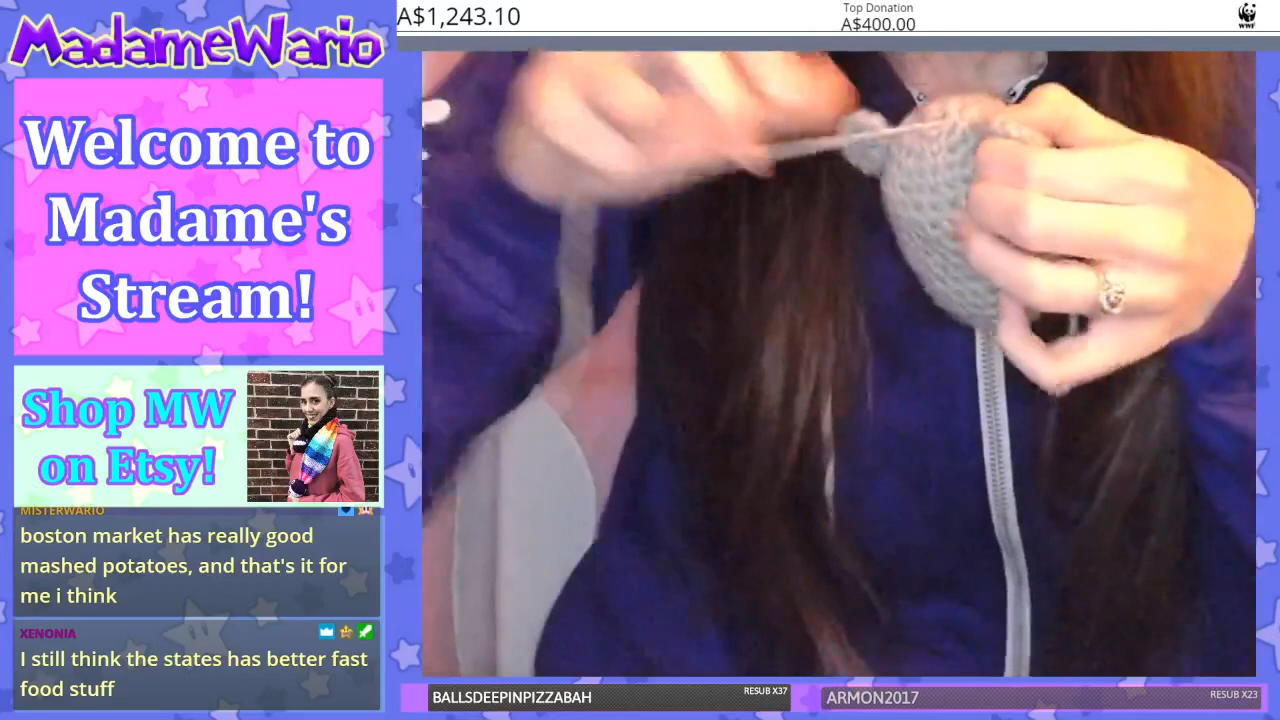 MadameWario
A$1,243.10
Top Donation
A$400.00
WWF
Welcome to
Madame's
Stream!
Shop MW
on Etsy!
MISTERWARIO
boston market has really good
mashed potatoes, and that's it for
me i think
XENONIA
I still think the states has better fast
food stuff
BALLSDEEPINPIZZABAH
RESUB X37
ARMON2017
RESUB X23